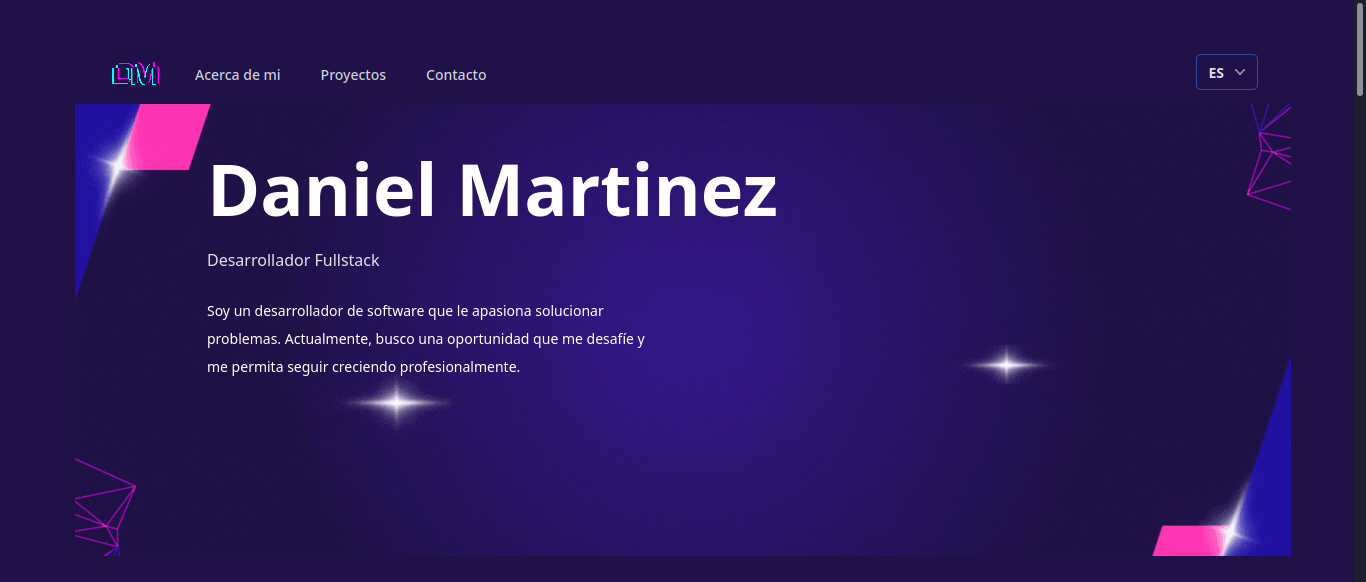 DM
Acerca de mi
Proyectos
Contacto
ES
Daniel Martinez
Desarrollador Fullstack
Soy un desarrollador de software que le apasiona solucionar
problemas. Actualmente, busco una oportunidad que me desafíe y
me permita seguir creciendo profesionalmente.